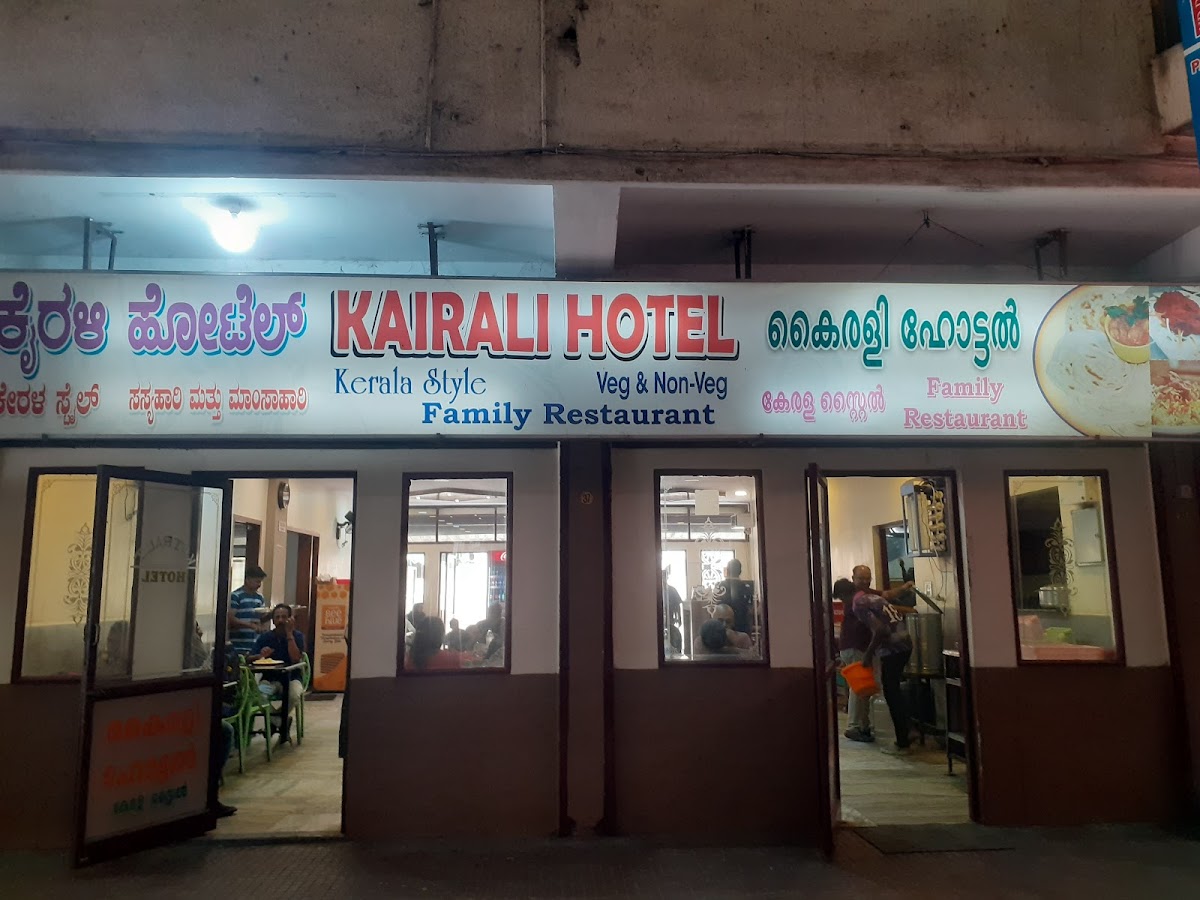 ಕೈರಳಿ ಹೋಟೆಲ್
ಕೇರಳ ಸ್ಟೈಲ್ ಸಸ್ಯಹಾರಿ ಮತ್ತು ಮಾಂಸಾಹಾರಿ
KAIRALI HOTEL
Kerala Style Veg & Non-Veg
Family Restaurant
കൈരളി ഹോട്ടൽ
കേരള സ്റ്റൈൽ
Family
Restaurant
HOTEL